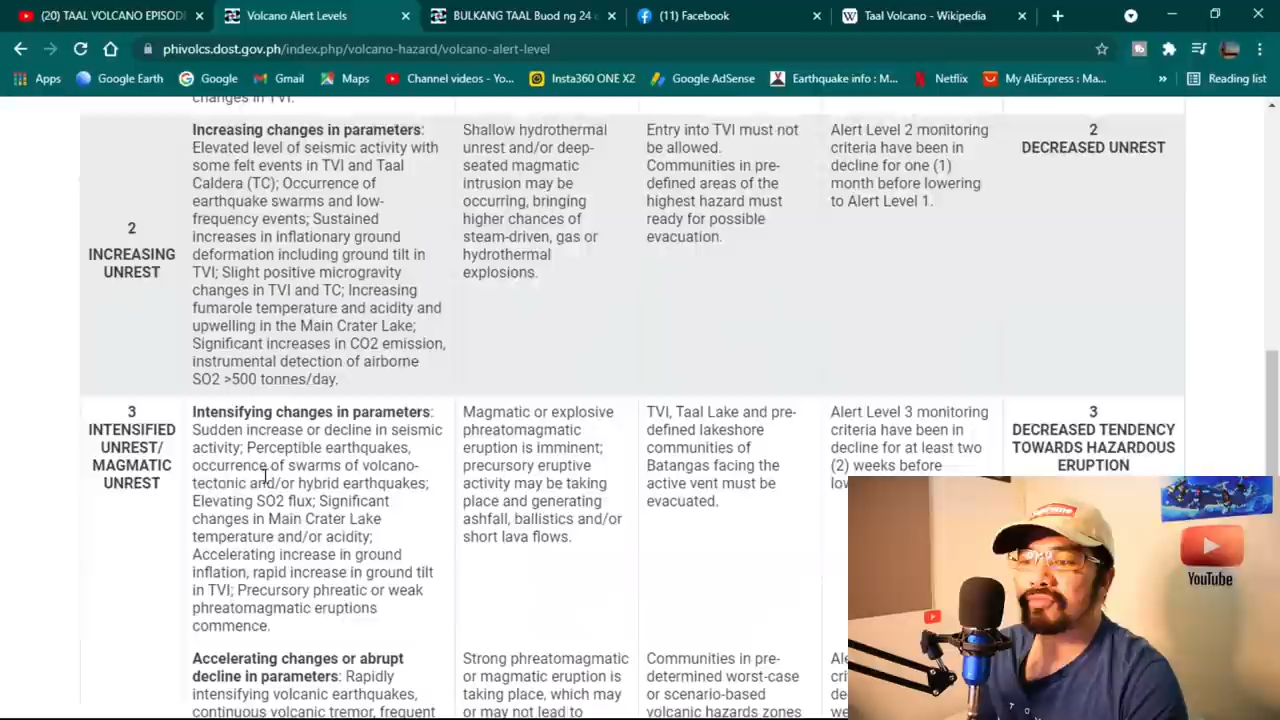 (20) TAAL VOLCANO EPISODE
Volcano Alert Levels
BULKANG TAAL Buod ng 24
(11) Facebook
Taal Volcano - Wikipedia
phivolcs.dost.gov.ph/index.php/volcano-hazard/volcano-alert-level
Apps
Google Earth
Google
Gmail
Maps
Channel videos - Yo...
Insta360 ONE X2
Google AdSense
Earthquake info : M...
Netflix
My AliExpress : Ma...
»
Reading list
changes in TVI.
2
INCREASING
UNREST
Increasing changes in parameters:
Elevated level of seismic activity with
some felt events in TVI and Taal
Caldera (TC); Occurrence of
earthquake swarms and low-
frequency events; Sustained
increases in inflationary ground
deformation including ground tilt in
TVI; Slight positive microgravity
changes in TVI and TC; Increasing
fumarole temperature and acidity and
upwelling in the Main Crater Lake;
Significant increases in CO2 emission,
instrumental detection of airborne
SO2 >500 tonnes/day.
Shallow hydrothermal
unrest and/or deep-
seated magmatic
intrusion may be
occurring, bringing
higher chances of
steam-driven, gas or
hydrothermal
explosions.
Entry into TVI must not
be allowed.
Communities in pre-
defined areas of the
highest hazard must
ready for possible
evacuation.
Alert Level 2 monitoring
criteria have been in
decline for one (1)
month before lowering
to Alert Level 1.
2
DECREASED UNREST
3
INTENSIFIED
UNREST/
MAGMATIC
UNREST
Intensifying changes in parameters:
Sudden increase or decline in seismic
activity; Perceptible earthquakes,
occurrence of swarms of volcano-
tectonic and/or hybrid earthquakes;
Elevating SO2 flux; Significant
changes in Main Crater Lake
temperature and/or acidity;
Accelerating increase in ground
inflation, rapid increase in ground tilt
in TVI; Precursory phreatic or weak
phreatomagmatic eruptions
commence.
Magmatic or explosive
phreatomagmatic
eruption is imminent;
precursory eruptive
activity may be taking
place and generating
ashfall, ballistics and/or
short lava flows.
TVI, Taal Lake and pre-
defined lakeshore
communities of
Batangas facing the
active vent must be
evacuated.
Alert Level 3 monitoring
criteria have been in
decline for at least two
(2) weeks before
3
DECREASED TENDENCY
TOWARDS HAZARDOUS
ERUPTION
Accelerating changes or abrupt
decline in parameters: Rapidly
intensifying volcanic earthquakes,
continuous volcanic tremor, frequent
Strong phreatomagmatic
or magmatic eruption is
taking place, which may
or may not lead to
Communities in pre-
determined worst-case
or scenario-based
volcanic hazards zones
YouTube